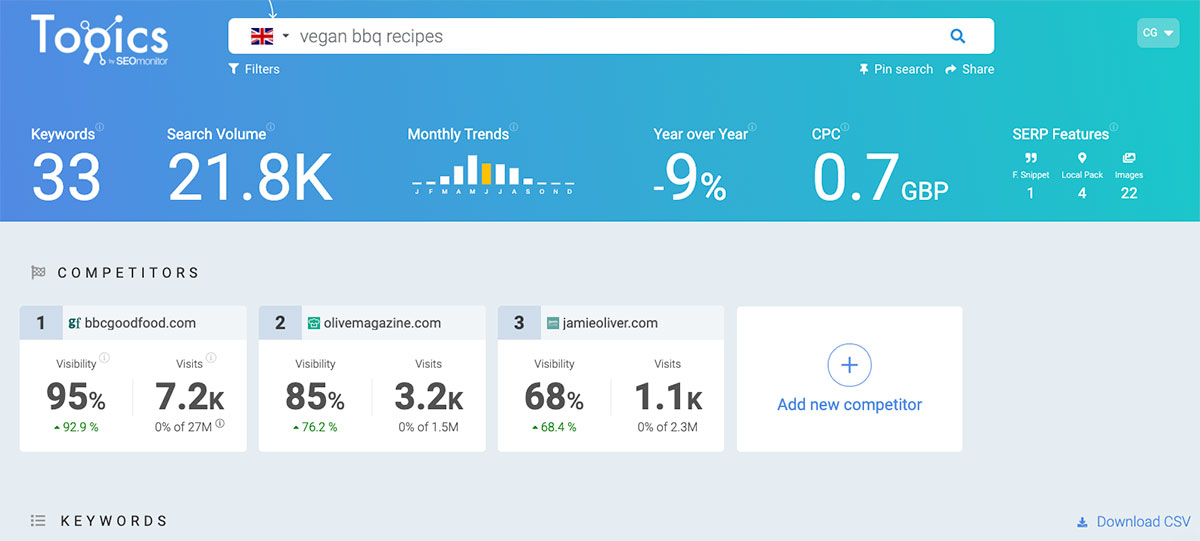 Topics
by SEOmonitor
vegan bbq recipes
CG
Filters
Pin search
Share
Keywords
33
Search Volume
21.8K
Monthly Trends
J F M A M J J A S O N D
Year over Year
-9%
CPC
0.7 GBP
SERP Features
F. Snippet
1
Local Pack
4
Images
22
COMPETITORS
1 gf bbcgoodfood.com
Visibility Visits
95% 7.2K
92.9 % 0% of 27M
2 olivemagazine.com
Visibility Visits
85% 3.2K
76.2 % 0% of 1.5M
3 jamieoliver.com
Visibility Visits
68% 1.1K
68.4 % 0% of 2.3M
Add new competitor
KEYWORDS
Download CSV